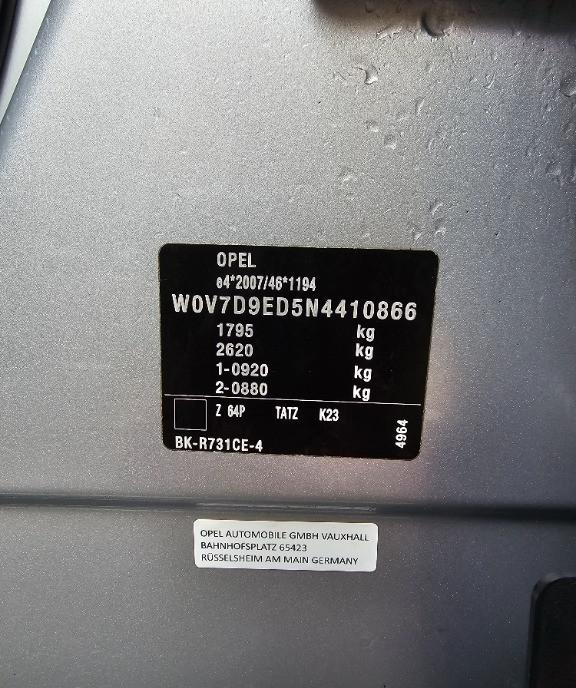 OPEL
e4*2007/46*1194
W0V7D9ED5N4410866
1795 kg
2620 kg
1-0920 kg
2-0880 kg
Z 64P TATZ K23
BK-R731CE-4
4964
OPEL AUTOMOBILE GMBH VAUXHALL
BAHNHOFSPLATZ 65423
RÜSSELSHEIM AM MAIN GERMANY